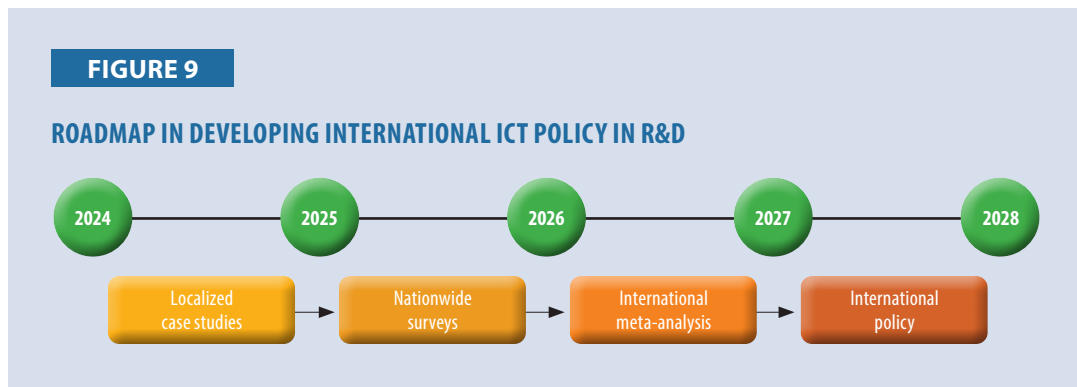 FIGURE 9
ROADMAP IN DEVELOPING INTERNATIONAL ICT POLICY IN R&D
2024 2025 2026 2027 2028
Localized
case studies
Nationwide
surveys
International
meta-analysis
International
policy